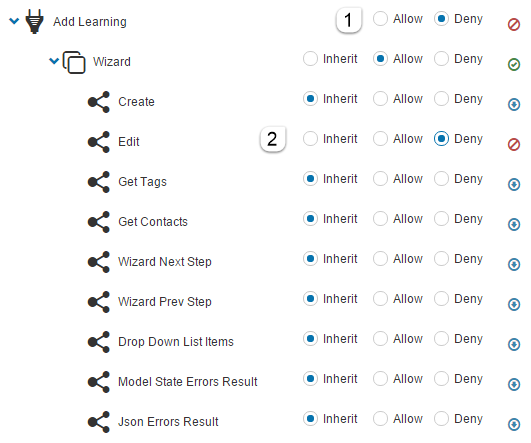 Add Learning 1 Allow Deny
Wizard Inherit Allow Deny
Create Inherit Allow Deny
Edit 2 Inherit Allow Deny
Get Tags Inherit Allow Deny
Get Contacts Inherit Allow Deny
Wizard Next Step Inherit Allow Deny
Wizard Prev Step Inherit Allow Deny
Drop Down List Items Inherit Allow Deny
Model State Errors Result Inherit Allow Deny
Json Errors Result Inherit Allow Deny